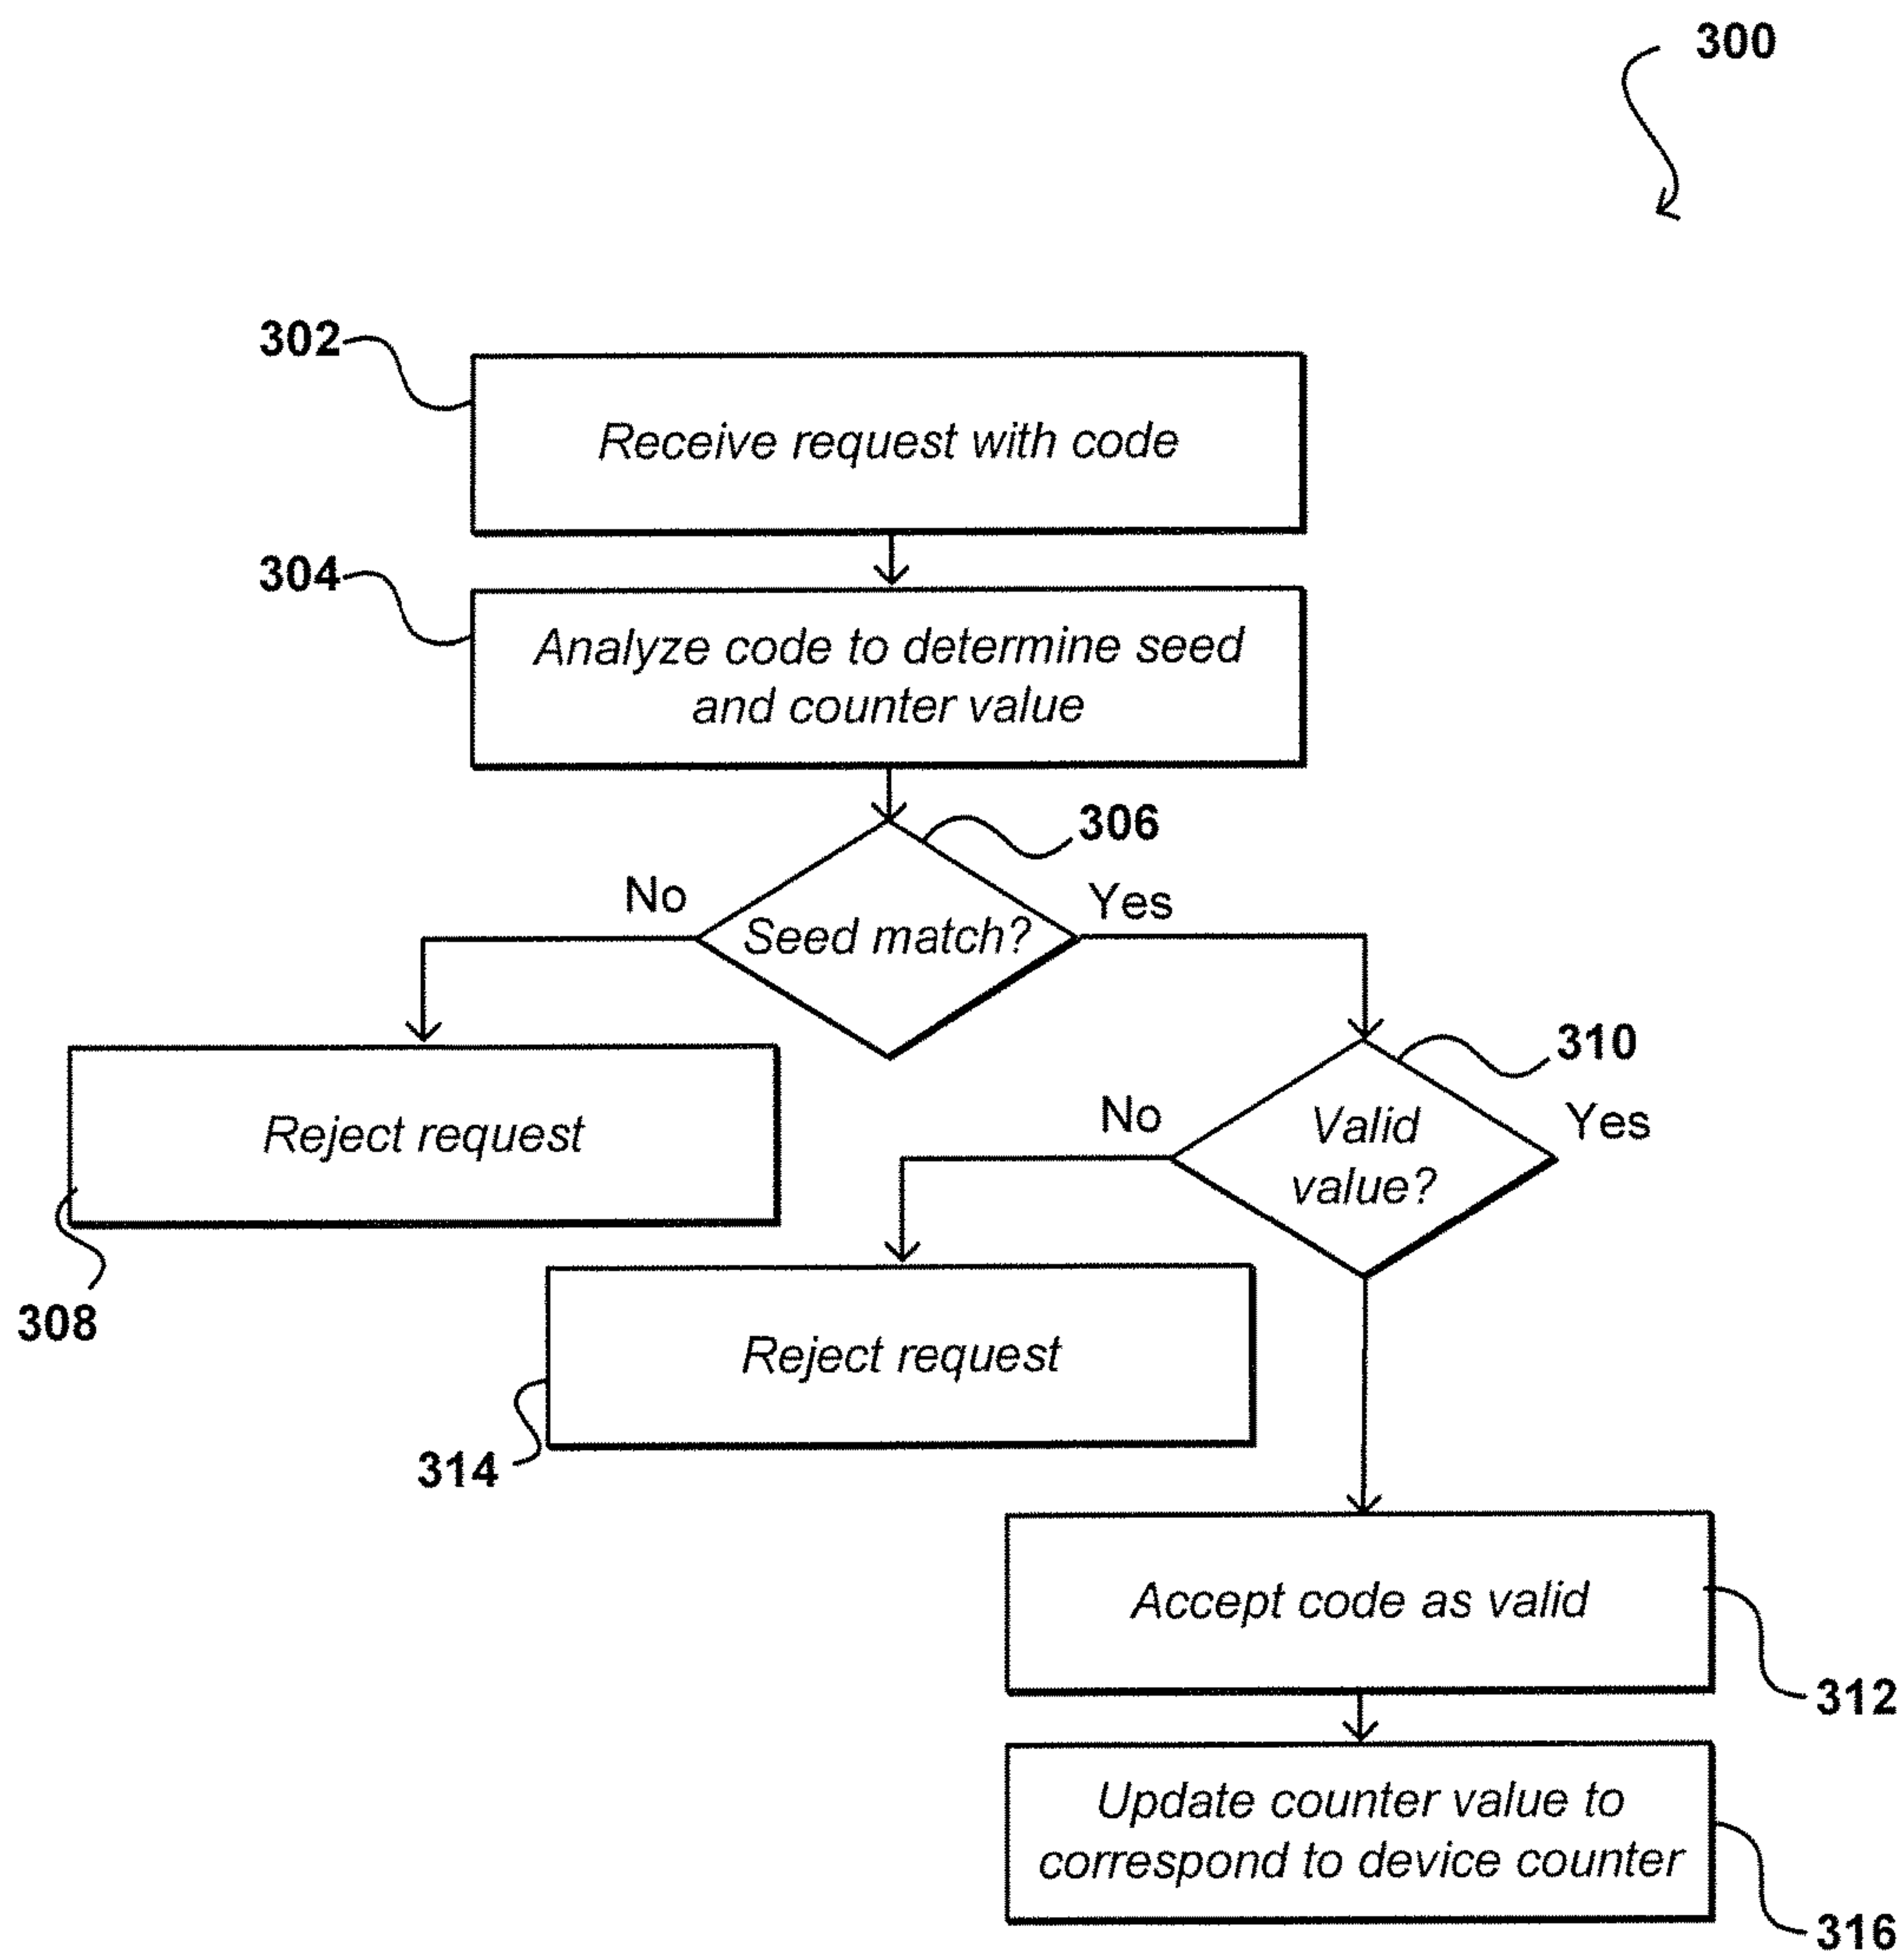 300
302
Receive request with code
304
Analyze code to determine seed
and counter value
306
No
Yes
Seed match?
310
No
Yes
Valid
value?
Reject request
308
Reject request
314
Accept code as valid
312
Update counter value to
correspond to device counter
316